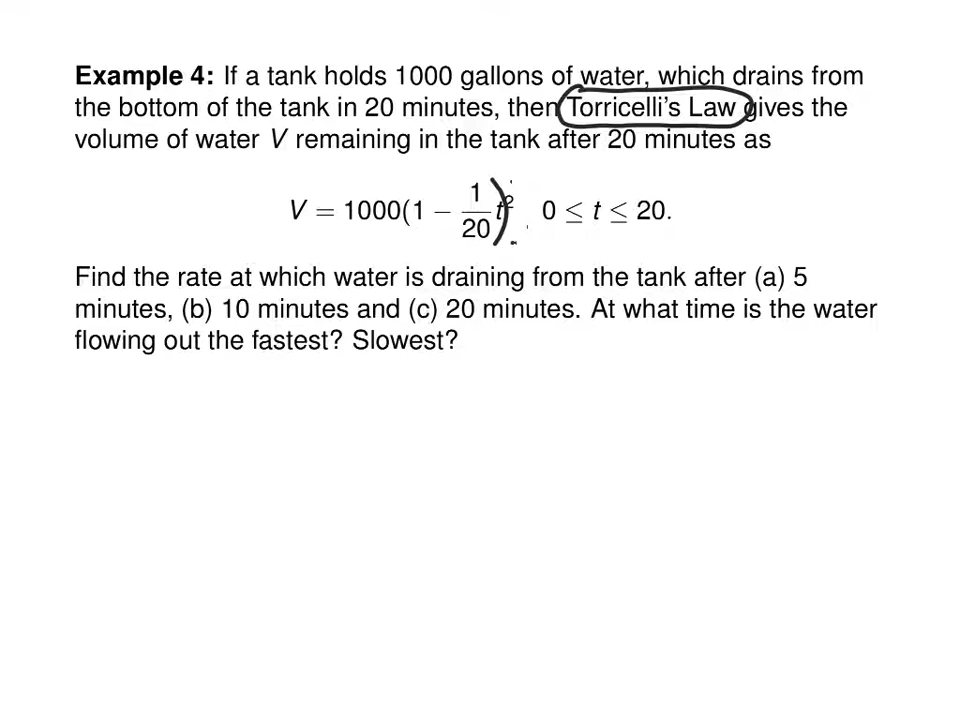 Example 4: If a tank holds 1000 gallons of water, which drains from
the bottom of the tank in 20 minutes, then Torricelli's Law gives the
volume of water V remaining in the tank after 20 minutes as
V = 1000(1 − 1/20 t)² 0 ≤ t ≤ 20.
Find the rate at which water is draining from the tank after (a) 5
minutes, (b) 10 minutes and (c) 20 minutes. At what time is the water
flowing out the fastest? Slowest?